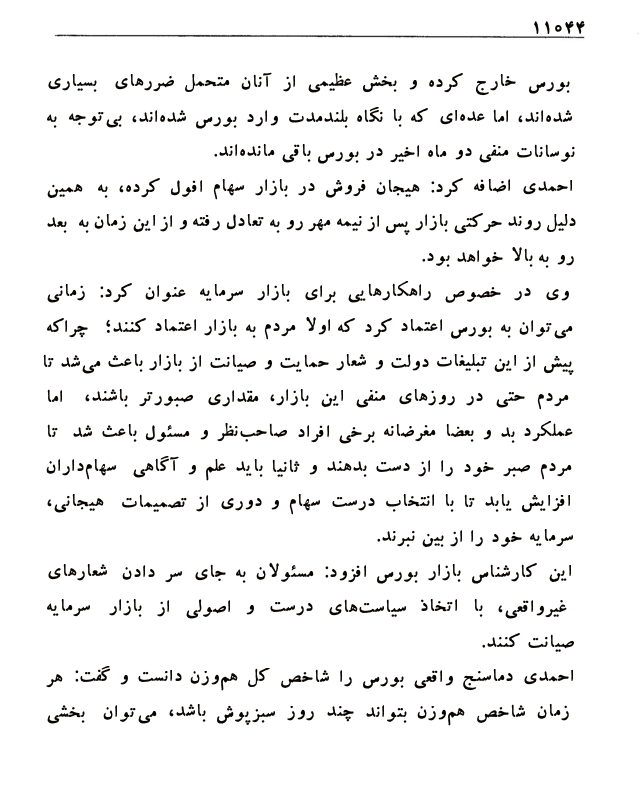 ۱۱۰۴۴
بورس خارج کرده و بخش عظیمی از آنان متحمل ضررهای بسیاری
شده‌اند، اما عده‌ای که با نگاه بلندمدت وارد بورس شده‌اند، بی‌توجه به
نوسانات منفی دو ماه اخیر در بورس باقی مانده‌اند.
احمدی اضافه کرد: هیجان فروش در بازار سهام افول کرده، به همین
دلیل روند حرکتی بازار پس از نیمه مهر رو به تعادل رفته و از این زمان به بعد
رو به بالا خواهد بود.
وی در خصوص راهکارهایی برای بازار سرمایه عنوان کرد: زمانی
می‌توان به بورس اعتماد کرد که اولا مردم به بازار اعتماد کنند؛ چراکه
پیش از این تبلیغات دولت و شعار حمایت و صیانت از بازار باعث می‌شد تا
مردم حتی در روزهای منفی این بازار، مقداری صبورتر باشند، اما
عملکرد بد و بعضا مغرضانه برخی افراد صاحب‌نظر و مسئول باعث شد تا
مردم صبر خود را از دست بدهند و ثانیا باید علم و آگاهی سهام‌داران
افزایش یابد تا با انتخاب درست سهام و دوری از تصمیمات هیجانی،
سرمایه خود را از بین نبرند.
این کارشناس بازار بورس افزود: مسئولان به جای سر دادن شعارهای
غیرواقعی، با اتخاذ سیاست‌های درست و اصولی از بازار سرمایه
صیانت کنند.
احمدی دماسنج واقعی بورس را شاخص کل هم‌وزن دانست و گفت: هر
زمان شاخص هم‌وزن بتواند چند روز سبزپوش باشد، می‌توان بخشی